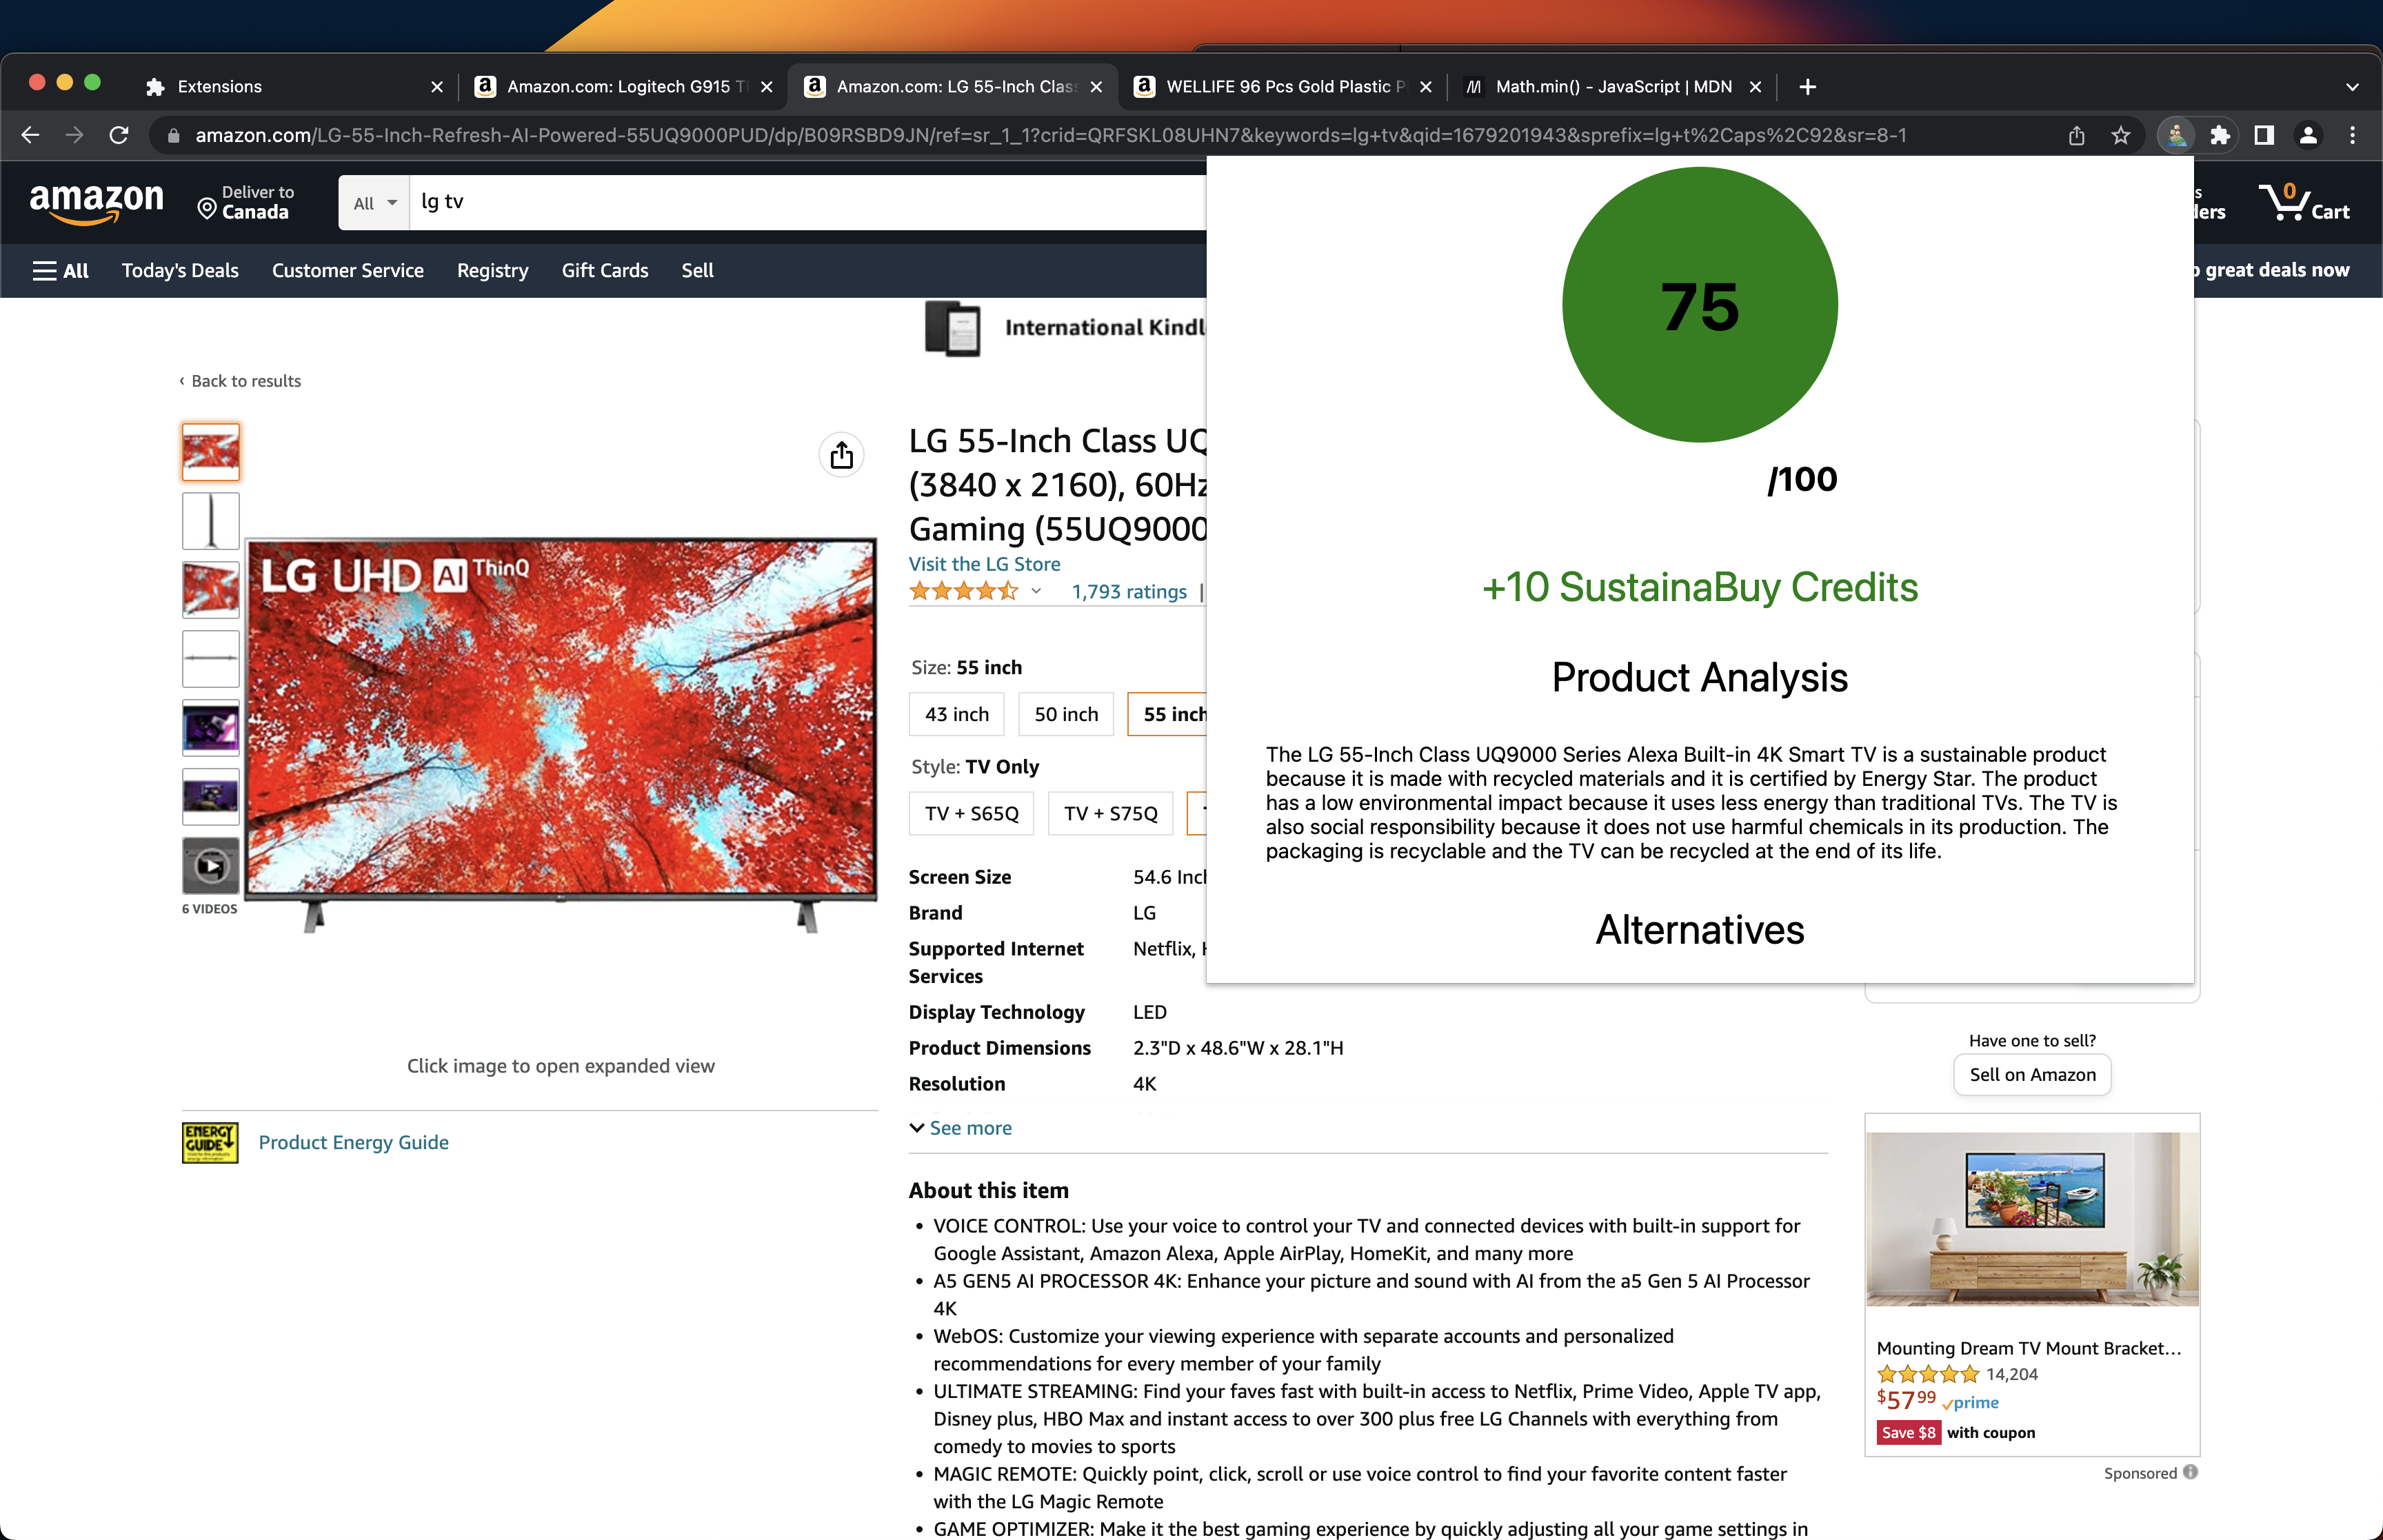 Extensions
Amazon.com: Logitech G915 T
Amazon.com: LG 55-Inch Clas
WELLIFE 96 Pcs Gold Plastic P
Math.min() - JavaScript | MDN
amazon.com/LG-55-Inch-Refresh-AI-Powered-55UQ9000PUD/dp/B09RSBD9JN/ref=sr_1_1?crid=QRFSKL08UHN7&keywords=lg+tv&qid=1679201943&sprefix=lg+t%2Caps%2C92&sr=8-1
amazon
Deliver to
Canada
All
lg tv
s
ders
0
Cart
All
Today's Deals
Customer Service
Registry
Gift Cards
Sell
p great deals now
International Kindl
‹ Back to results
LG 55-Inch Class UQ
(3840 x 2160), 60Hz
Gaming (55UQ9000
Visit the LG Store
1,793 ratings |
Size: 55 inch
43 inch
50 inch
55 inch
Style: TV Only
TV + S65Q
TV + S75Q
Screen Size 54.6 Incl
Brand LG
Supported Internet Services Netflix, H
Display Technology LED
Product Dimensions 2.3"D x 48.6"W x 28.1"H
Resolution 4K
See more
LG UHD AI ThinQ
6 VIDEOS
Click image to open expanded view
ENERGY
GUIDE
Product Energy Guide
75
/100
+10 SustainaBuy Credits
Product Analysis
The LG 55-Inch Class UQ9000 Series Alexa Built-in 4K Smart TV is a sustainable product
because it is made with recycled materials and it is certified by Energy Star. The product
has a low environmental impact because it uses less energy than traditional TVs. The TV is
also social responsibility because it does not use harmful chemicals in its production. The
packaging is recyclable and the TV can be recycled at the end of its life.
Alternatives
About this item
• VOICE CONTROL: Use your voice to control your TV and connected devices with built-in support for
Google Assistant, Amazon Alexa, Apple AirPlay, HomeKit, and many more
• A5 GEN5 AI PROCESSOR 4K: Enhance your picture and sound with AI from the a5 Gen 5 AI Processor
4K
• WebOS: Customize your viewing experience with separate accounts and personalized
recommendations for every member of your family
• ULTIMATE STREAMING: Find your faves fast with built-in access to Netflix, Prime Video, Apple TV app,
Disney plus, HBO Max and instant access to over 300 plus free LG Channels with everything from
comedy to movies to sports
• MAGIC REMOTE: Quickly point, click, scroll or use voice control to find your favorite content faster
with the LG Magic Remote
• GAME OPTIMIZER: Make it the best gaming experience by quickly adjusting all your game settings in
Have one to sell?
Sell on Amazon
Mounting Dream TV Mount Bracket…
14,204
$57.99 prime
Save $8 with coupon
Sponsored